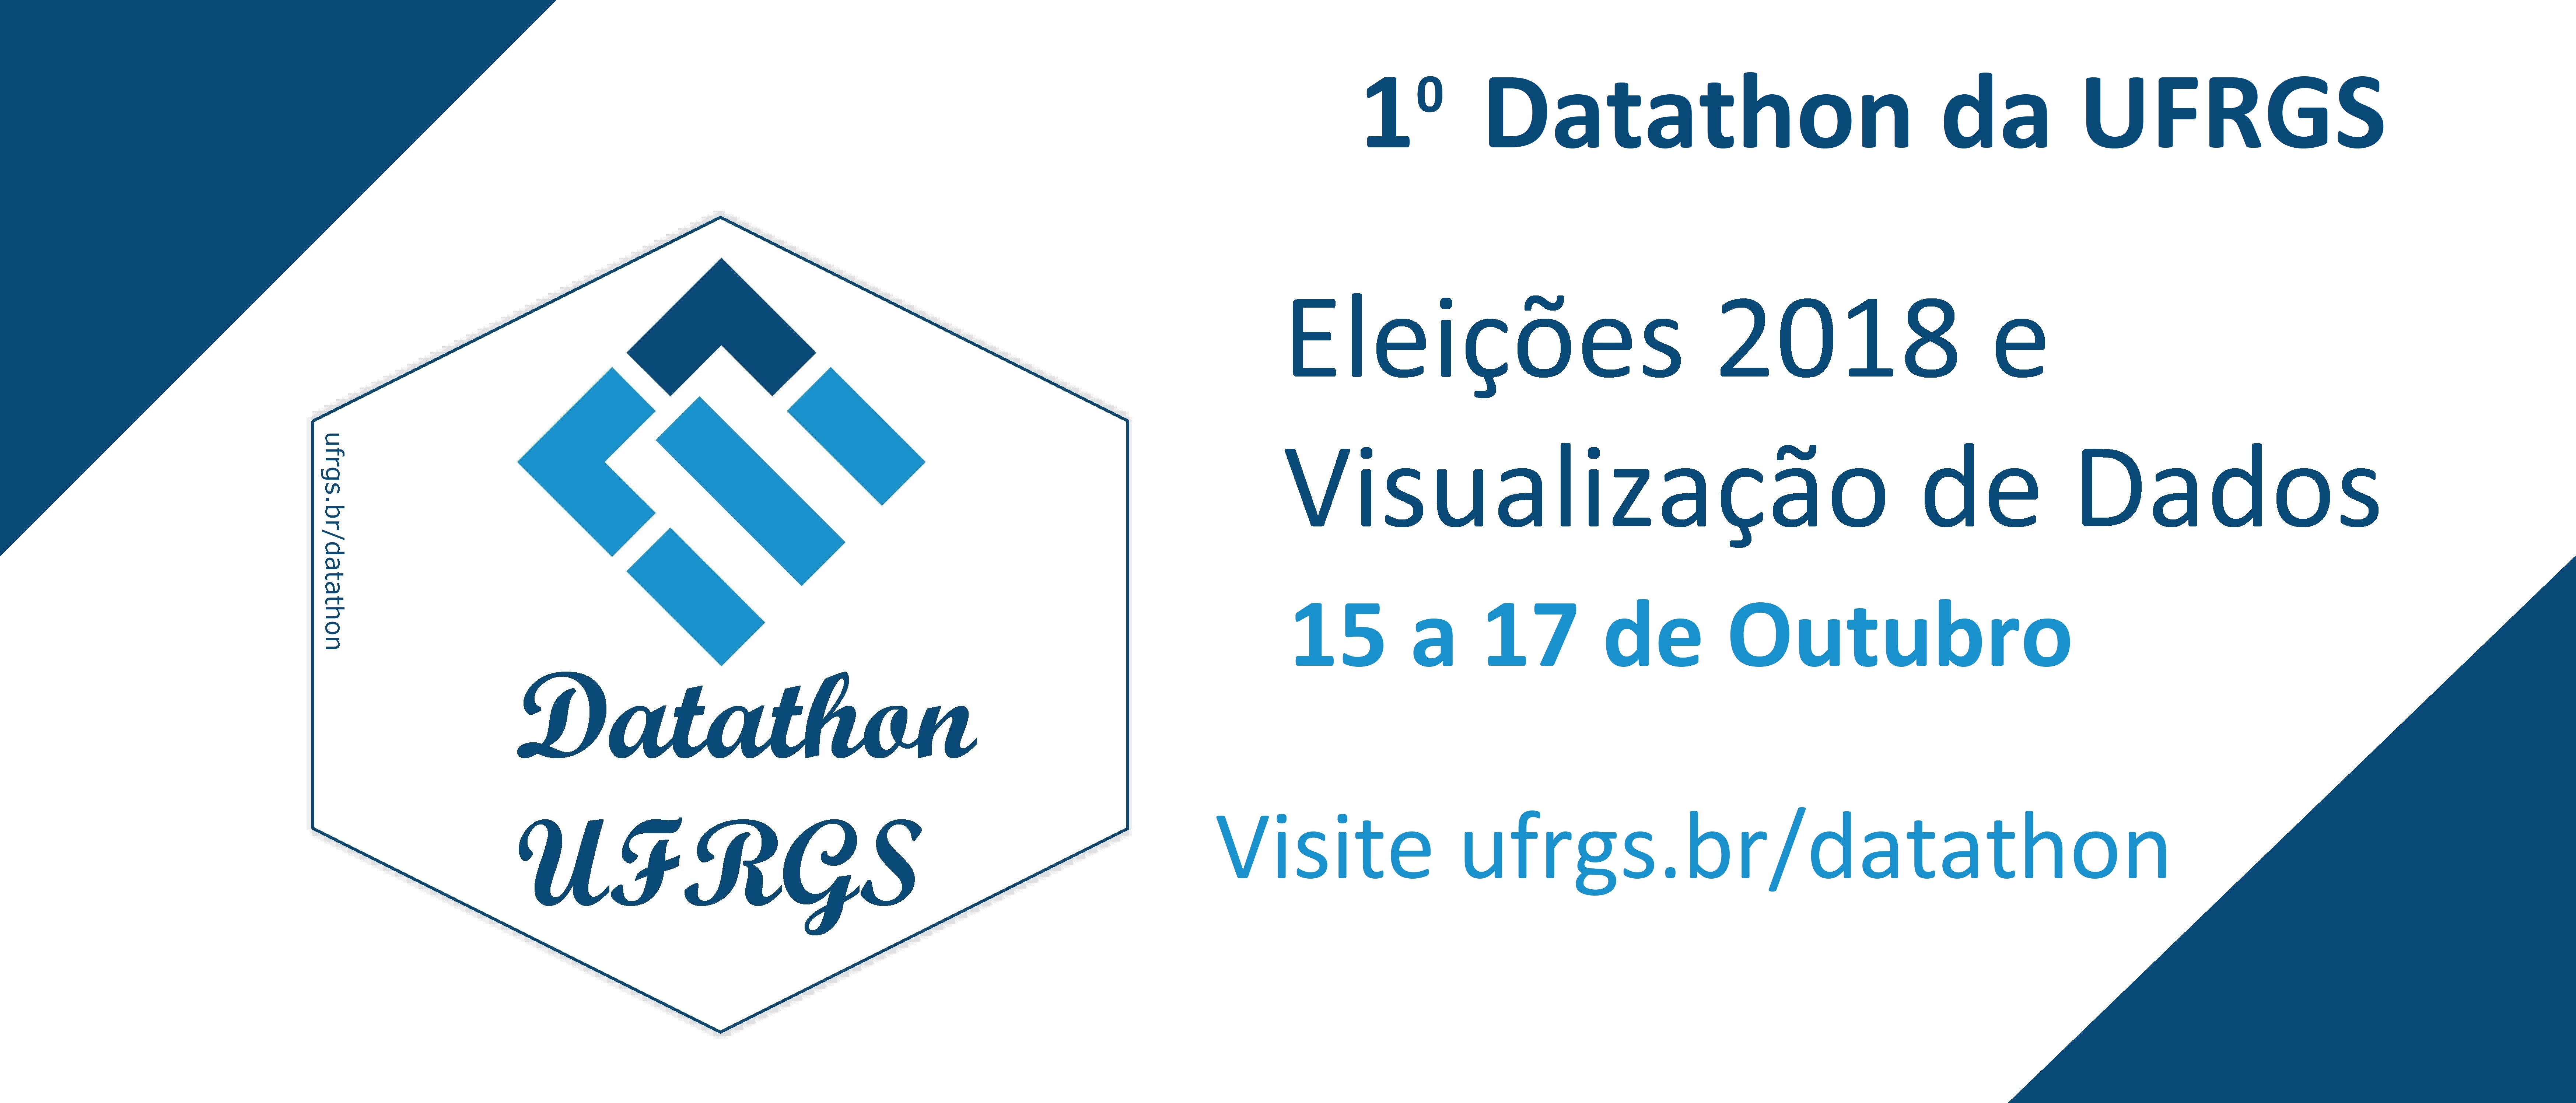 1º Datathon da UFRGS
Eleições 2018 e
Visualização de Dados
15 a 17 de Outubro
Visite ufrgs.br/datathon
ufrgs.br/datathon
Datathon
UFRGS